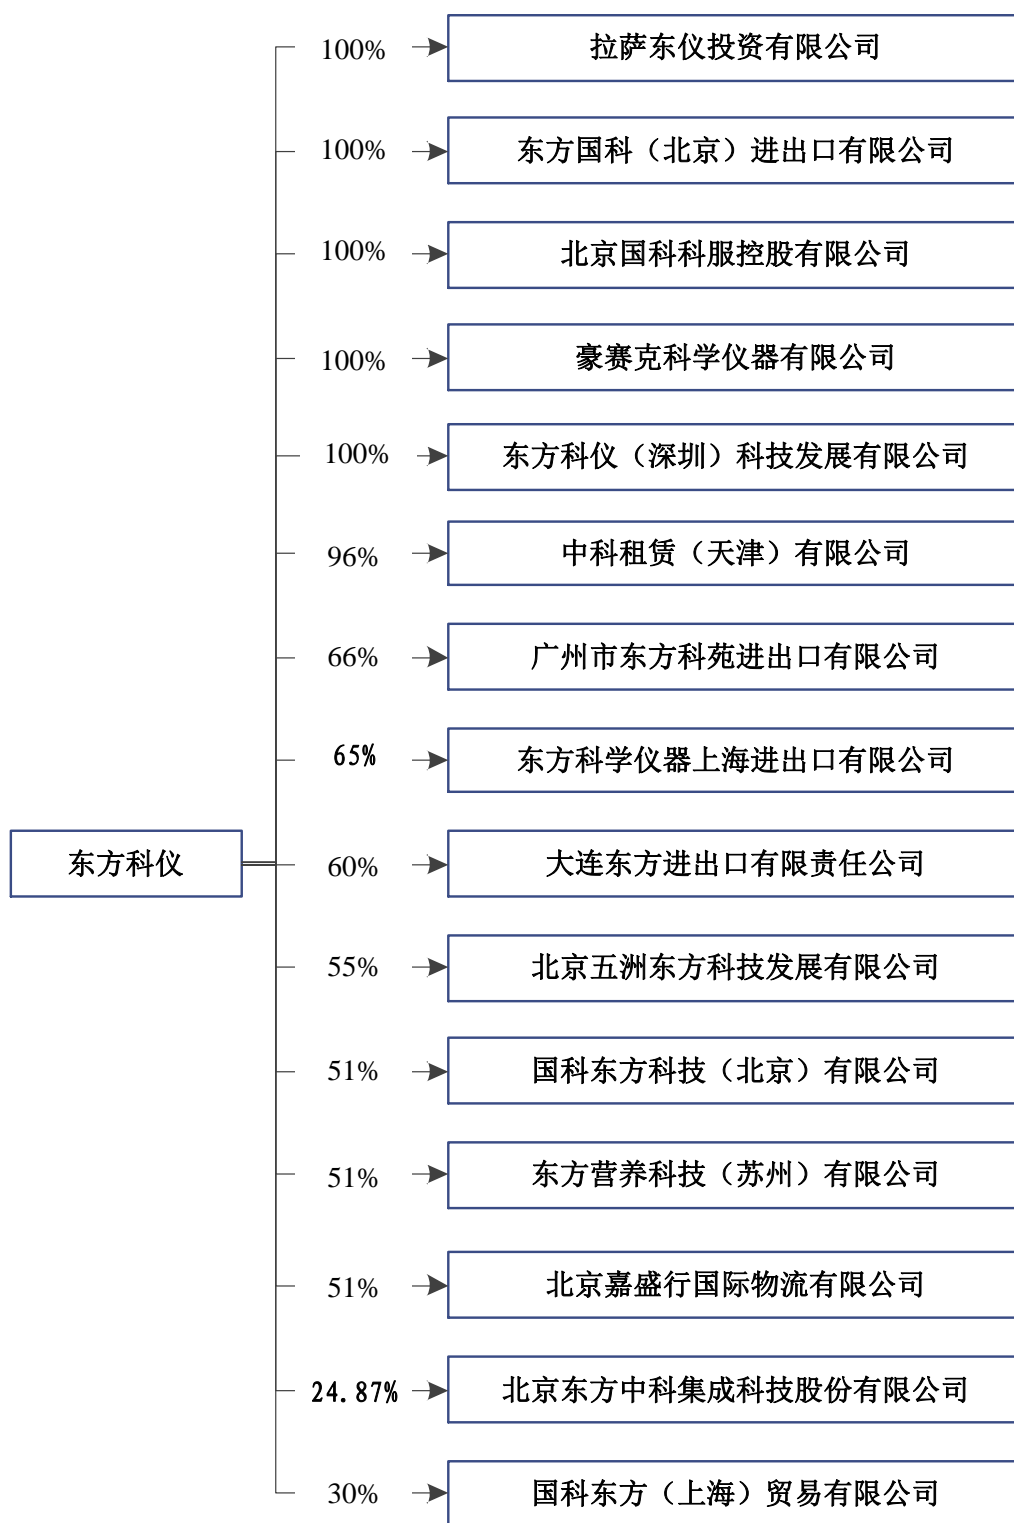 100% 拉萨东仪投资有限公司
100% 东方国科（北京）进出口有限公司
100% 北京国科科服控股有限公司
100% 豪赛克科学仪器有限公司
100% 东方科仪（深圳）科技发展有限公司
96% 中科租赁（天津）有限公司
66% 广州市东方科苑进出口有限公司
65% 东方科学仪器上海进出口有限公司
东方科仪 60% 大连东方进出口有限责任公司
55% 北京五洲东方科技发展有限公司
51% 国科东方科技（北京）有限公司
51% 东方营养科技（苏州）有限公司
51% 北京嘉盛行国际物流有限公司
24.87% 北京东方中科集成科技股份有限公司
30% 国科东方（上海）贸易有限公司